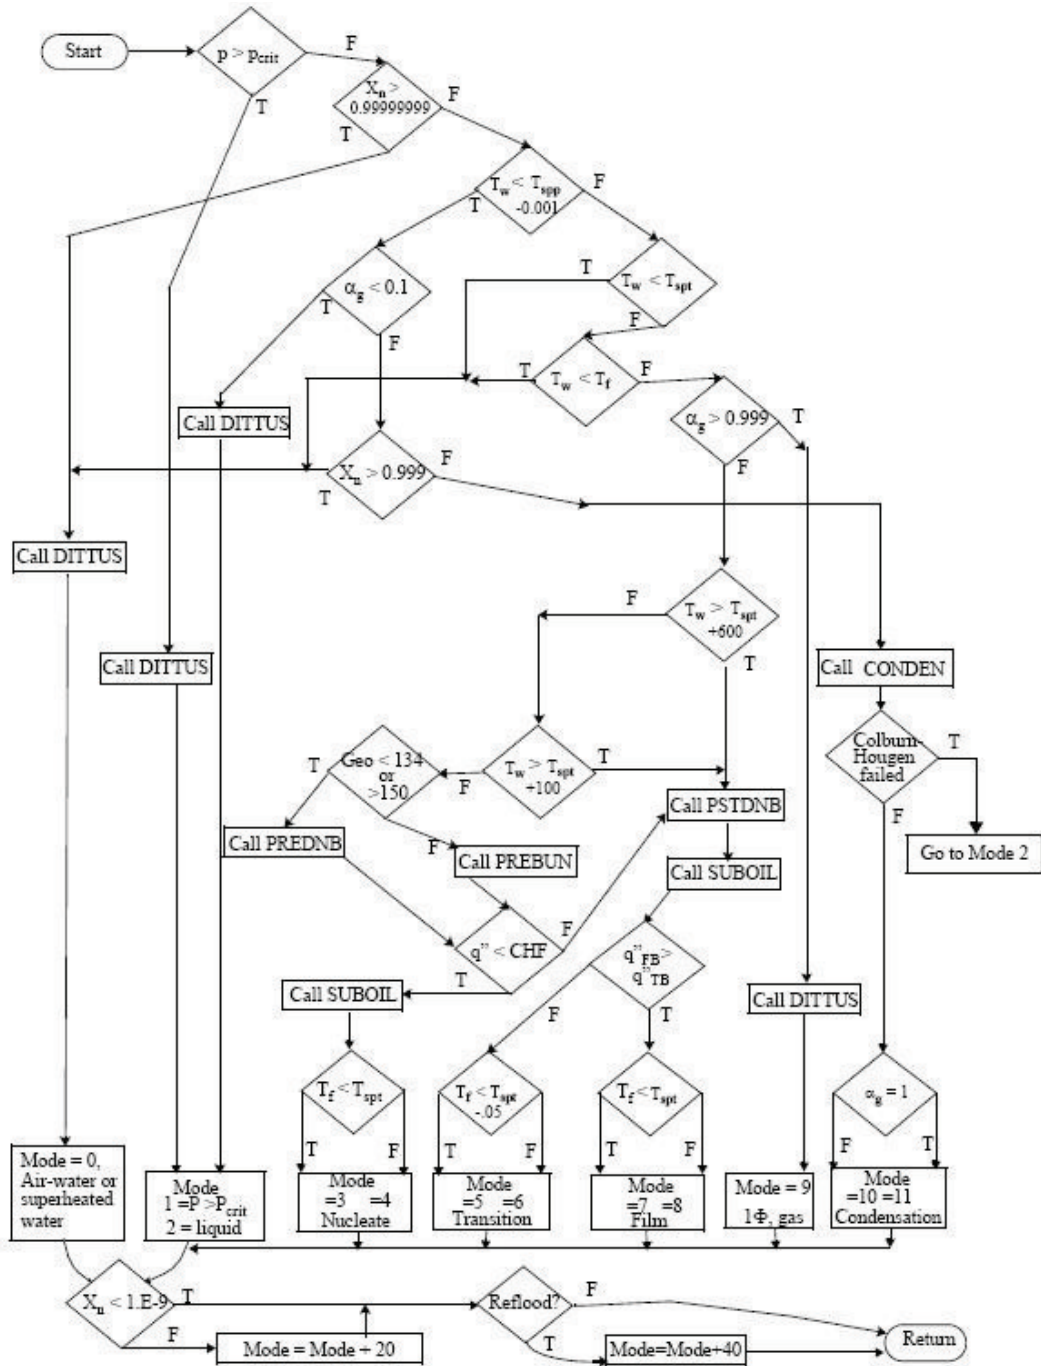 Start
p > pcrit
F
T
Xn >
0.99999999
F
T
Tw < Tspp
-0.001
F
T
αg < 0.1
T
F
T
Tw < Tspt
F
T
Tw < Tf
F
αg > 0.999
T
F
Call DITTUS
Xn > 0.999
F
T
Call DITTUS
Tw > Tspt
+600
F
T
Call DITTUS
Call CONDEN
Colburn-
Hougen
failed
T
F
Go to Mode 2
Geo < 134
or
>150
T
F
Tw > Tspt
+100
T
F
Call PSTDNB
Call PREDNB
Call PREBUN
Call SUBOIL
q” < CHF
F
T
q”FB>
q”TB
F
T
Call SUBOIL
Call DITTUS
Tf < Tspt
T
F
Tf < Tspt
-.05
T
F
Tf < Tspt
T
F
αg = 1
F
T
Mode = 0,
Air-water or
superheated
water
Mode
1 =P >Pcrit
2 = liquid
Mode
=3 =4
Nucleate
Mode
=5 =6
Transition
Mode
=7 =8
Film
Mode = 9
1Φ, gas
Mode
=10 =11
Condensation
Xn < 1.E-9
T
F
Mode = Mode + 20
Reflood?
F
T
Mode=Mode+40
Return